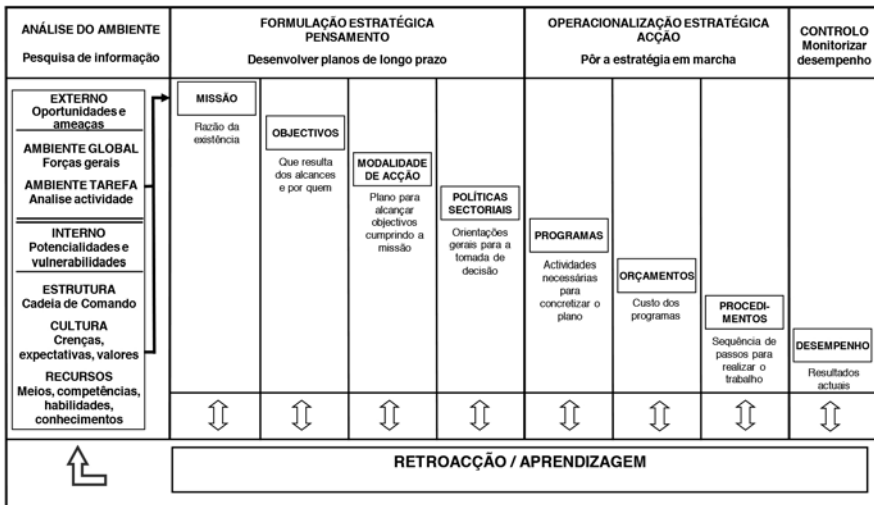 ANÁLISE DO AMBIENTE
Pesquisa de informação
FORMULAÇÃO ESTRATÉGICA
PENSAMENTO
Desenvolver planos de longo prazo
OPERACIONALIZAÇÃO ESTRATÉGICA
ACÇÃO
Pôr a estratégia em marcha
CONTROLO
Monitorizar
desempenho
EXTERNO
Oportunidades e
ameaças
AMBIENTE GLOBAL
Forças gerais
AMBIENTE TAREFA
Analise actividade
INTERNO
Potencialidades e
vulnerabilidades
ESTRUTURA
Cadeia de Comando
CULTURA
Crenças,
expectativas, valores
RECURSOS
Meios, competências,
habilidades,
conhecimentos
MISSÃO
Razão da
existência
OBJECTIVOS
Que resulta
dos alcances
e por quem
MODALIDADE
DE ACÇÃO
Plano para
alcançar
objectivos
cumprindo a
missão
POLÍTICAS
SECTORIAIS
Orientações
gerais para a
tomada de
decisão
PROGRAMAS
Actividades
necessárias
para
concretizar o
plano
ORÇAMENTOS
Custo dos
programas
PROCEDI-
MENTOS
Sequência de
passos para
realizar o
trabalho
DESEMPENHO
Resultados
actuais
RETROACÇÃO / APRENDIZAGEM